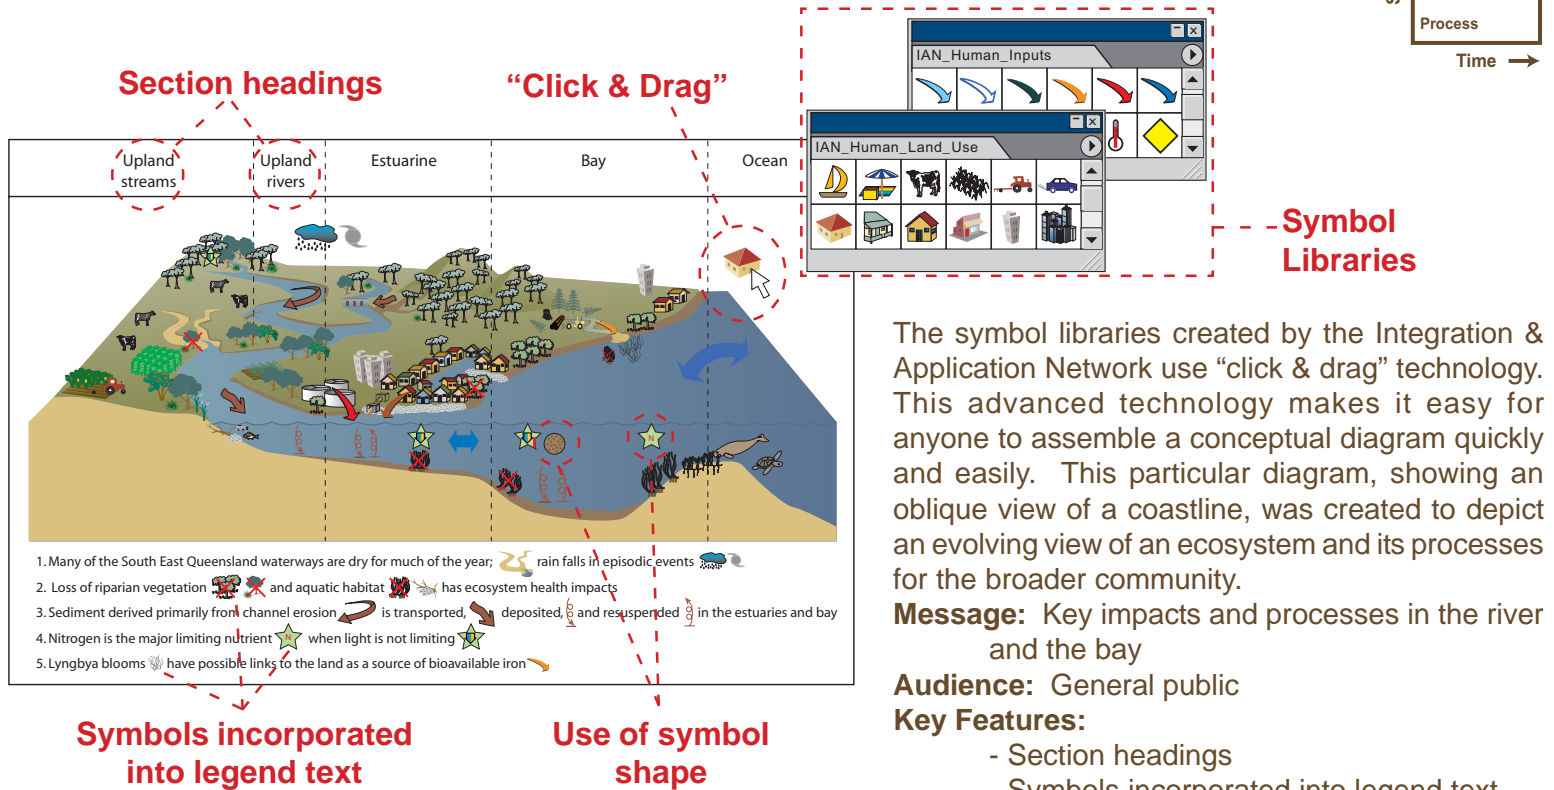 Process
Time
Section headings
"Click & Drag"
IAN_Human_Inputs
IAN_Human_Land_Use
Symbol
Libraries
Upland
streams
Upland
rivers
Estuarine
Bay
Ocean
N
1. Many of the South East Queensland waterways are dry for much of the year; rain falls in episodic events
2. Loss of riparian vegetation and aquatic habitat has ecosystem health impacts
3. Sediment derived primarily from channel erosion is transported, deposited, and resuspended in the estuaries and bay
4. Nitrogen is the major limiting nutrient N when light is not limiting
5. Lyngbya blooms have possible links to the land as a source of bioavailable iron
Symbols incorporated
into legend text
Use of symbol
shape
The symbol libraries created by the Integration &
Application Network use “click & drag” technology.
This advanced technology makes it easy for
anyone to assemble a conceptual diagram quickly
and easily. This particular diagram, showing an
oblique view of a coastline, was created to depict
an evolving view of an ecosystem and its processes
for the broader community.
Message: Key impacts and processes in the river
and the bay
Audience: General public
Key Features:
- Section headings
Symbols incorporated into legend text